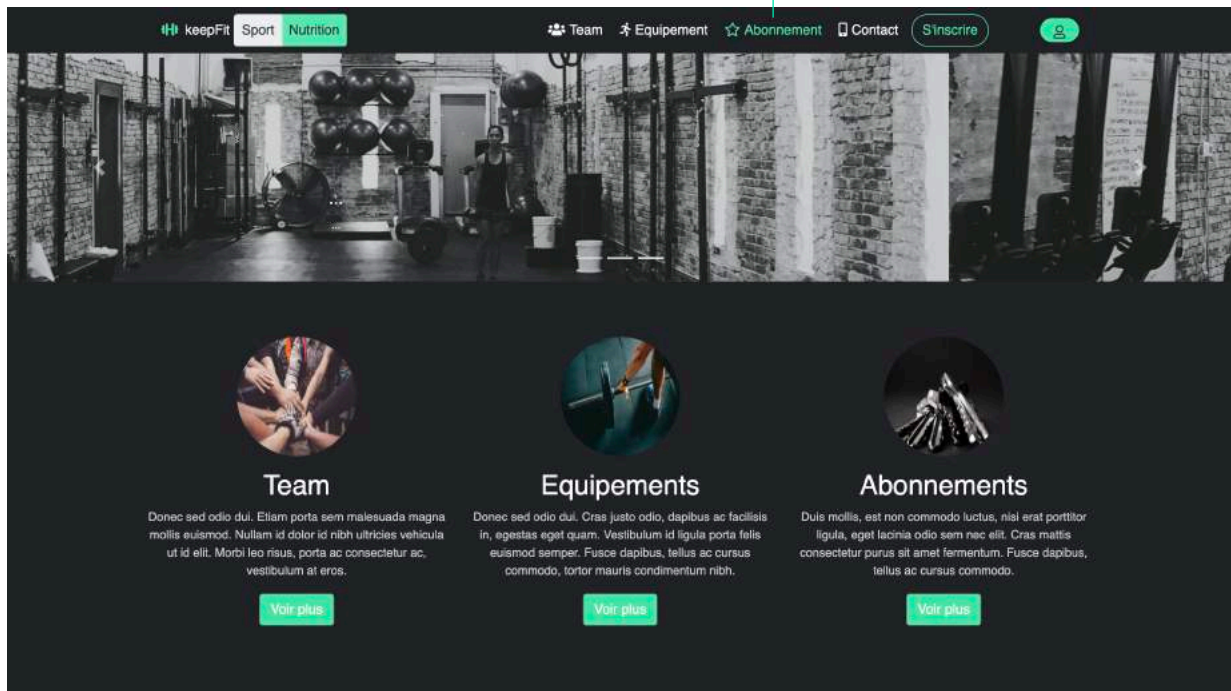 keepFit Sport Nutrition Team Equipement Abonnement Contact S'inscrire
Team
Donec sed odio dui. Etiam porta sem malesuada magna
mollis euismod. Nullam id dolor id nibh ultricies vehicula
ut id elit. Morbi leo risus, porta ac consectetur ac,
vestibulum at eros.
Voir plus
Equipements
Donec sed odio dui. Cras justo odio, dapibus ac facilisis
in, egestas eget quam. Vestibulum id ligula porta felis
euismod semper. Fusce dapibus, tellus ac cursus
commodo, tortor mauris condimentum nibh.
Voir plus
Abonnements
Duis mollis, est non commodo luctus, nisi erat porttitor
ligula, eget lacinia odio sem nec elit. Cras mattis
consectetur purus sit amet fermentum. Fusce dapibus,
tellus ac cursus commodo.
Voir plus